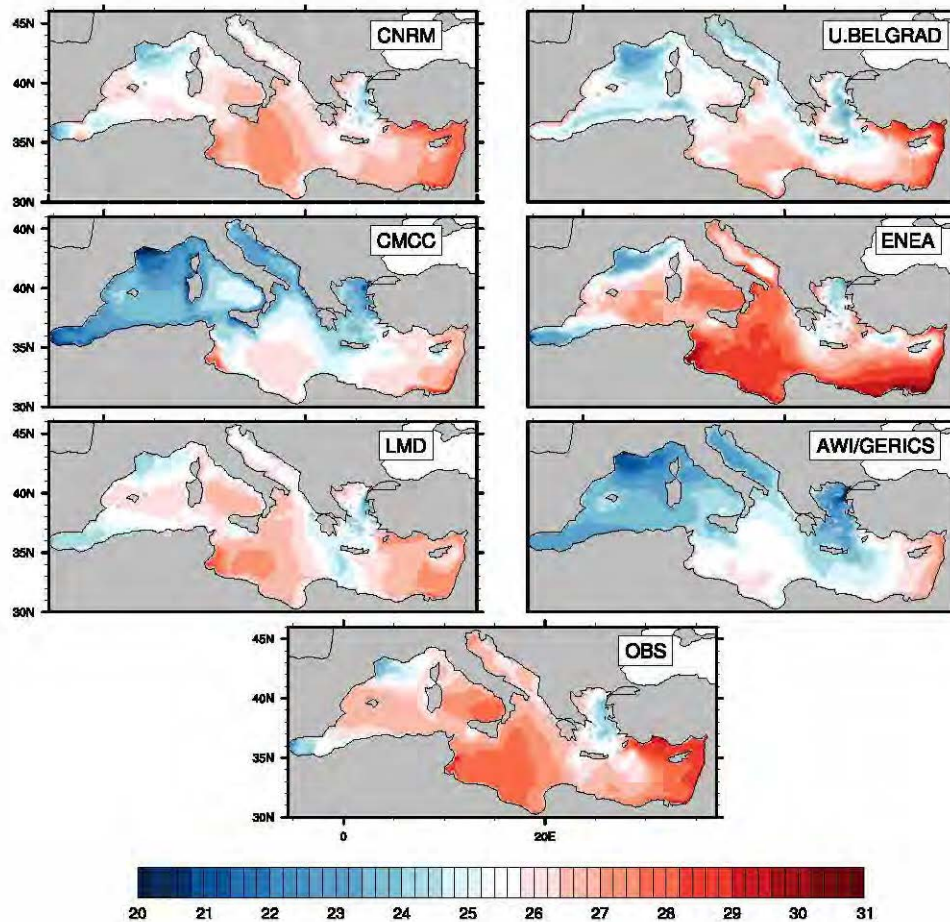 45N
40N
35N
30N
CNRM
U.BELGRAD
40N
35N
30N
CMCC
ENEA
45N
40N
35N
30N
LMD
AWI/GERICS
45N
40N
35N
30N
OBS
0 20E
20 21 22 23 24 25 26 27 28 29 30 31